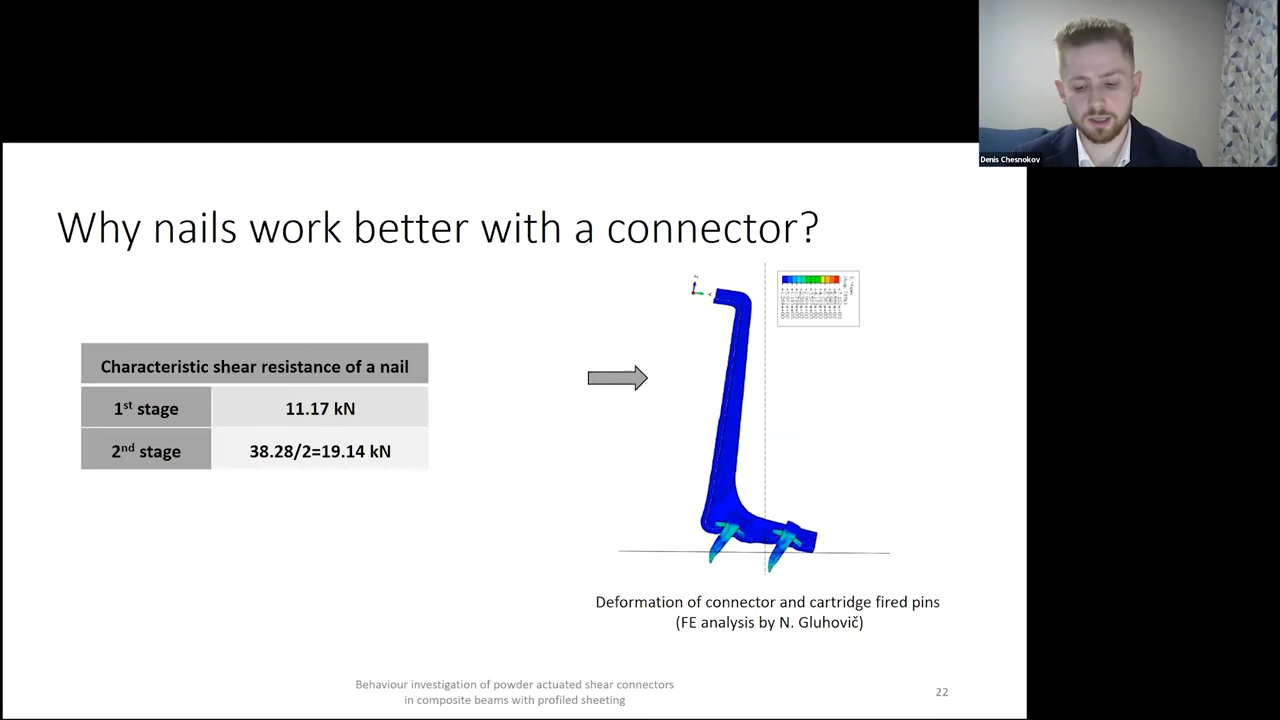 Denis Chesnokov
Why nails work better with a connector?
Characteristic shear resistance of a nail
1st stage
11.17 kN
2nd stage
38.28/2=19.14 kN
Deformation of connector and cartridge fired pins
(FE analysis by N. Gluhovič)
Behaviour investigation of powder actuated shear connectors
in composite beams with profiled sheeting
22